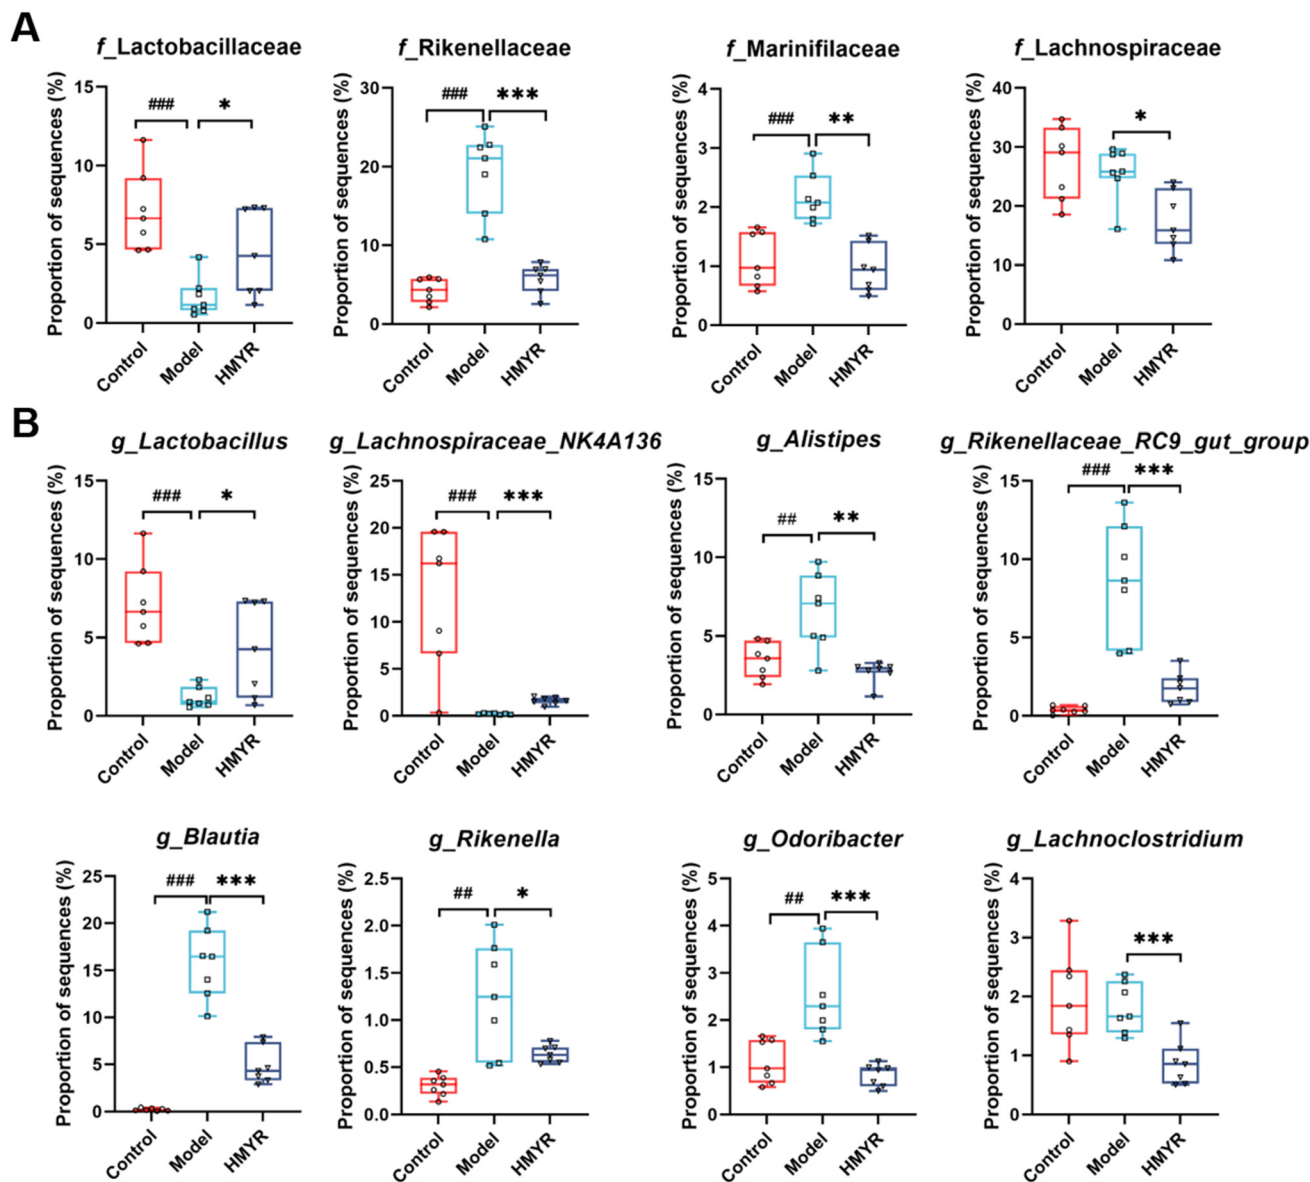 A
f_Lactobacillaceae
Proportion of sequences (%)
15
10
5
0
###
*
Control
Model
HMYR
f_Rikenellaceae
Proportion of sequences (%)
30
20
10
0
###
***
Control
Model
HMYR
f_Marinifilaceae
Proportion of sequences (%)
4
3
2
1
0
###
**
Control
Model
HMYR
f_Lachnospiraceae
Proportion of sequences (%)
40
30
20
10
0
*
Control
Model
HMYR
B
g_Lactobacillus
Proportion of sequences (%)
15
10
5
0
###
*
Control
Model
HMYR
g_Lachnospiraceae_NK4A136
Proportion of sequences (%)
25
20
15
10
5
0
###
***
Control
Model
HMYR
g_Alistipes
Proportion of sequences (%)
15
10
5
0
##
**
Control
Model
HMYR
g_Rikenellaceae_RC9_gut_group
Proportion of sequences (%)
15
10
5
0
###
***
Control
Model
HMYR
g_Blautia
Proportion of sequences (%)
25
20
15
10
5
0
###
***
Control
Model
HMYR
g_Rikenella
Proportion of sequences (%)
2.5
2.0
1.5
1.0
0.5
0.0
##
*
Control
Model
HMYR
g_Odoribacter
Proportion of sequences (%)
5
4
3
2
1
0
##
***
Control
Model
HMYR
g_Lachnoclostridium
Proportion of sequences (%)
4
3
2
1
0
***
Control
Model
HMYR